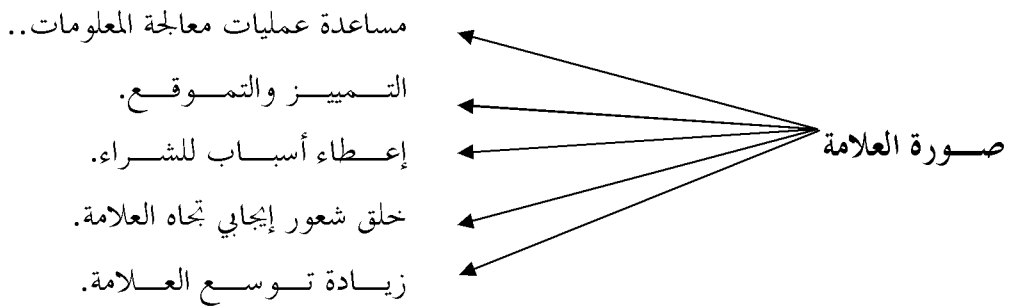 صورة العلامة
مساعدة عمليات معالجة المعلومات..
التمييز والتموقع.
إعطاء أسباب للشراء.
خلق شعور إيجابي تجاه العلامة.
زيادة توسع العلامة.